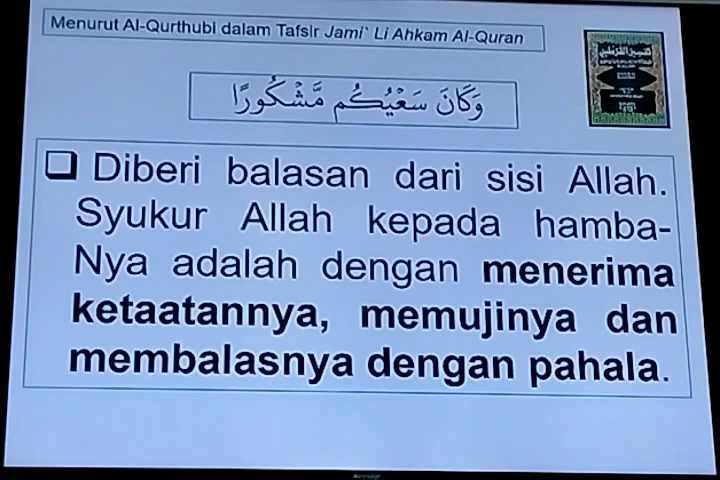 Menurut Al-Qurthubi dalam Tafsir Jami` Li Ahkam Al-Quran
وَكَانَ سَعْيُكُم مَّشْكُورًا
❑ Diberi balasan dari sisi Allah.
Syukur Allah kepada hamba-
Nya adalah dengan menerima
ketaatannya, memujinya dan
membalasnya dengan pahala.